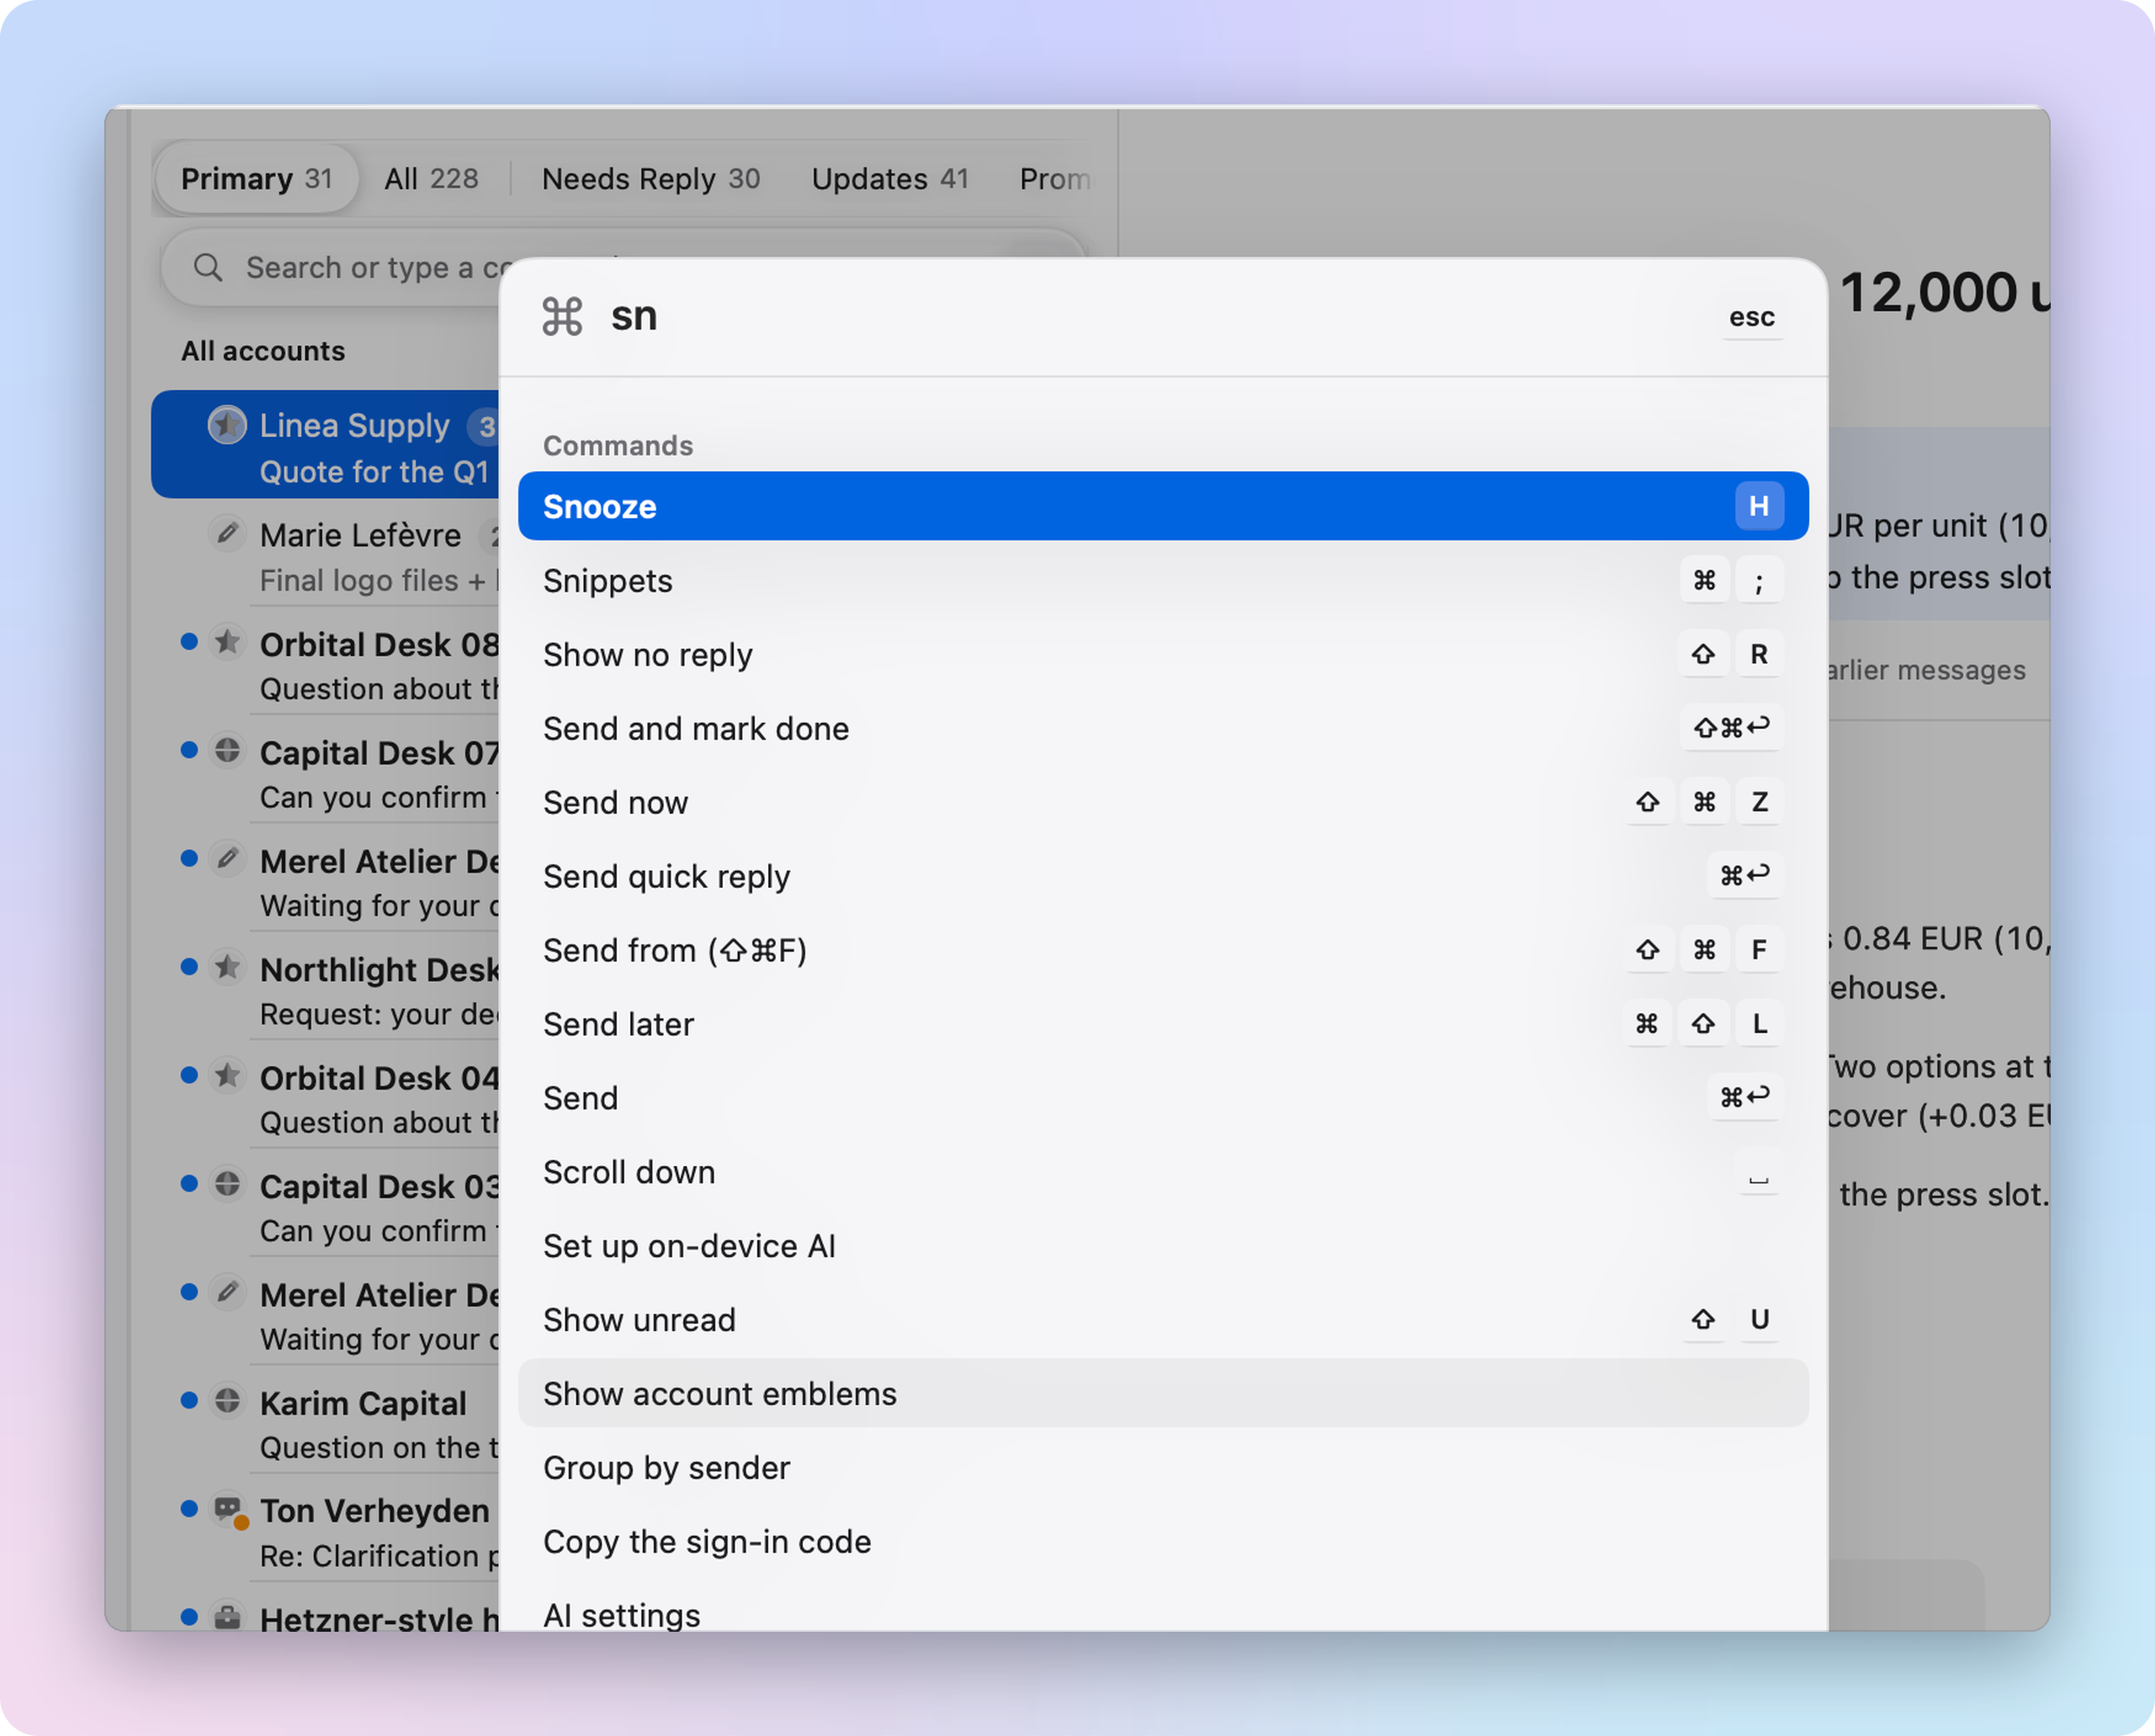 Primary 31 All 228 Needs Reply 30 Updates 41 Prom
Search or type a co
All accounts
Linea Supply 3
Quote for the Q1
Marie Lefèvre
Final logo files +
Orbital Desk 08
Question about th
Capital Desk 07
Can you confirm
Merel Atelier De
Waiting for your
Northlight Desk
Request: your de
Orbital Desk 04
Question about th
Capital Desk 03
Can you confirm
Merel Atelier De
Waiting for your
Karim Capital
Question on the t
Ton Verheyden
Re: Clarification p
Hetzner-style h
⌘ sn esc
Commands
Snooze H
Snippets ⌘ ;
Show no reply ⇧ R
Send and mark done ⇧⌘↩
Send now ⇧ ⌘ Z
Send quick reply ⌘↩
Send from (⇧⌘F) ⇧ ⌘ F
Send later ⌘ ⇧ L
Send ⌘↩
Scroll down ⎵
Set up on-device AI
Show unread ⇧ U
Show account emblems
Group by sender
Copy the sign-in code
AI settings
12,000 u
UR per unit (10,
the press slot
arlier messages
0.84 EUR (10,
ehouse.
Two options at t
cover (+0.03 EU
the press slot.